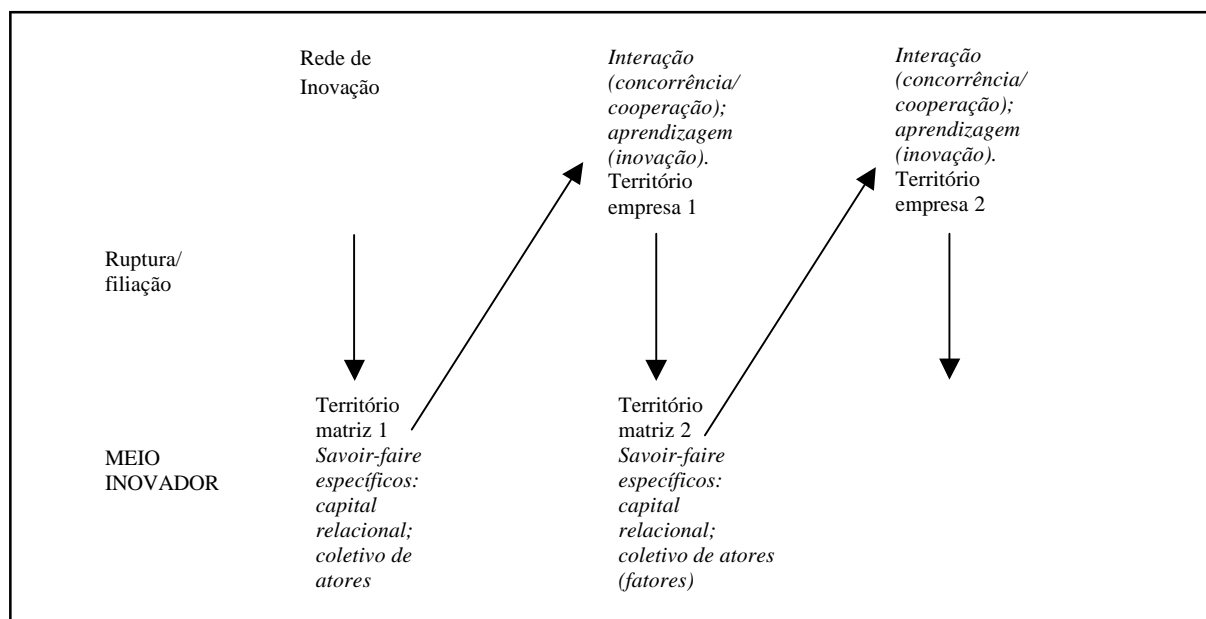 Rede de
Inovação
Interação
(concorrência/
cooperação);
aprendizagem
(inovação).
Território
empresa 1
Interação
(concorrência/
cooperação);
aprendizagem
(inovação).
Território
empresa 2
Ruptura/
filiação
Território
matriz 1
Savoir-faire
específicos:
capital
relacional;
coletivo de
atores
Território
matriz 2
Savoir-faire
específicos:
capital
relacional;
coletivo de atores
(fatores)
MEIO
INOVADOR